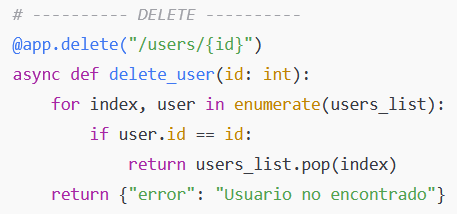 # ---------- DELETE ----------
@app.delete("/users/{id}")
async def delete_user(id: int):
    for index, user in enumerate(users_list):
        if user.id == id:
            return users_list.pop(index)
    return {"error": "Usuario no encontrado"}